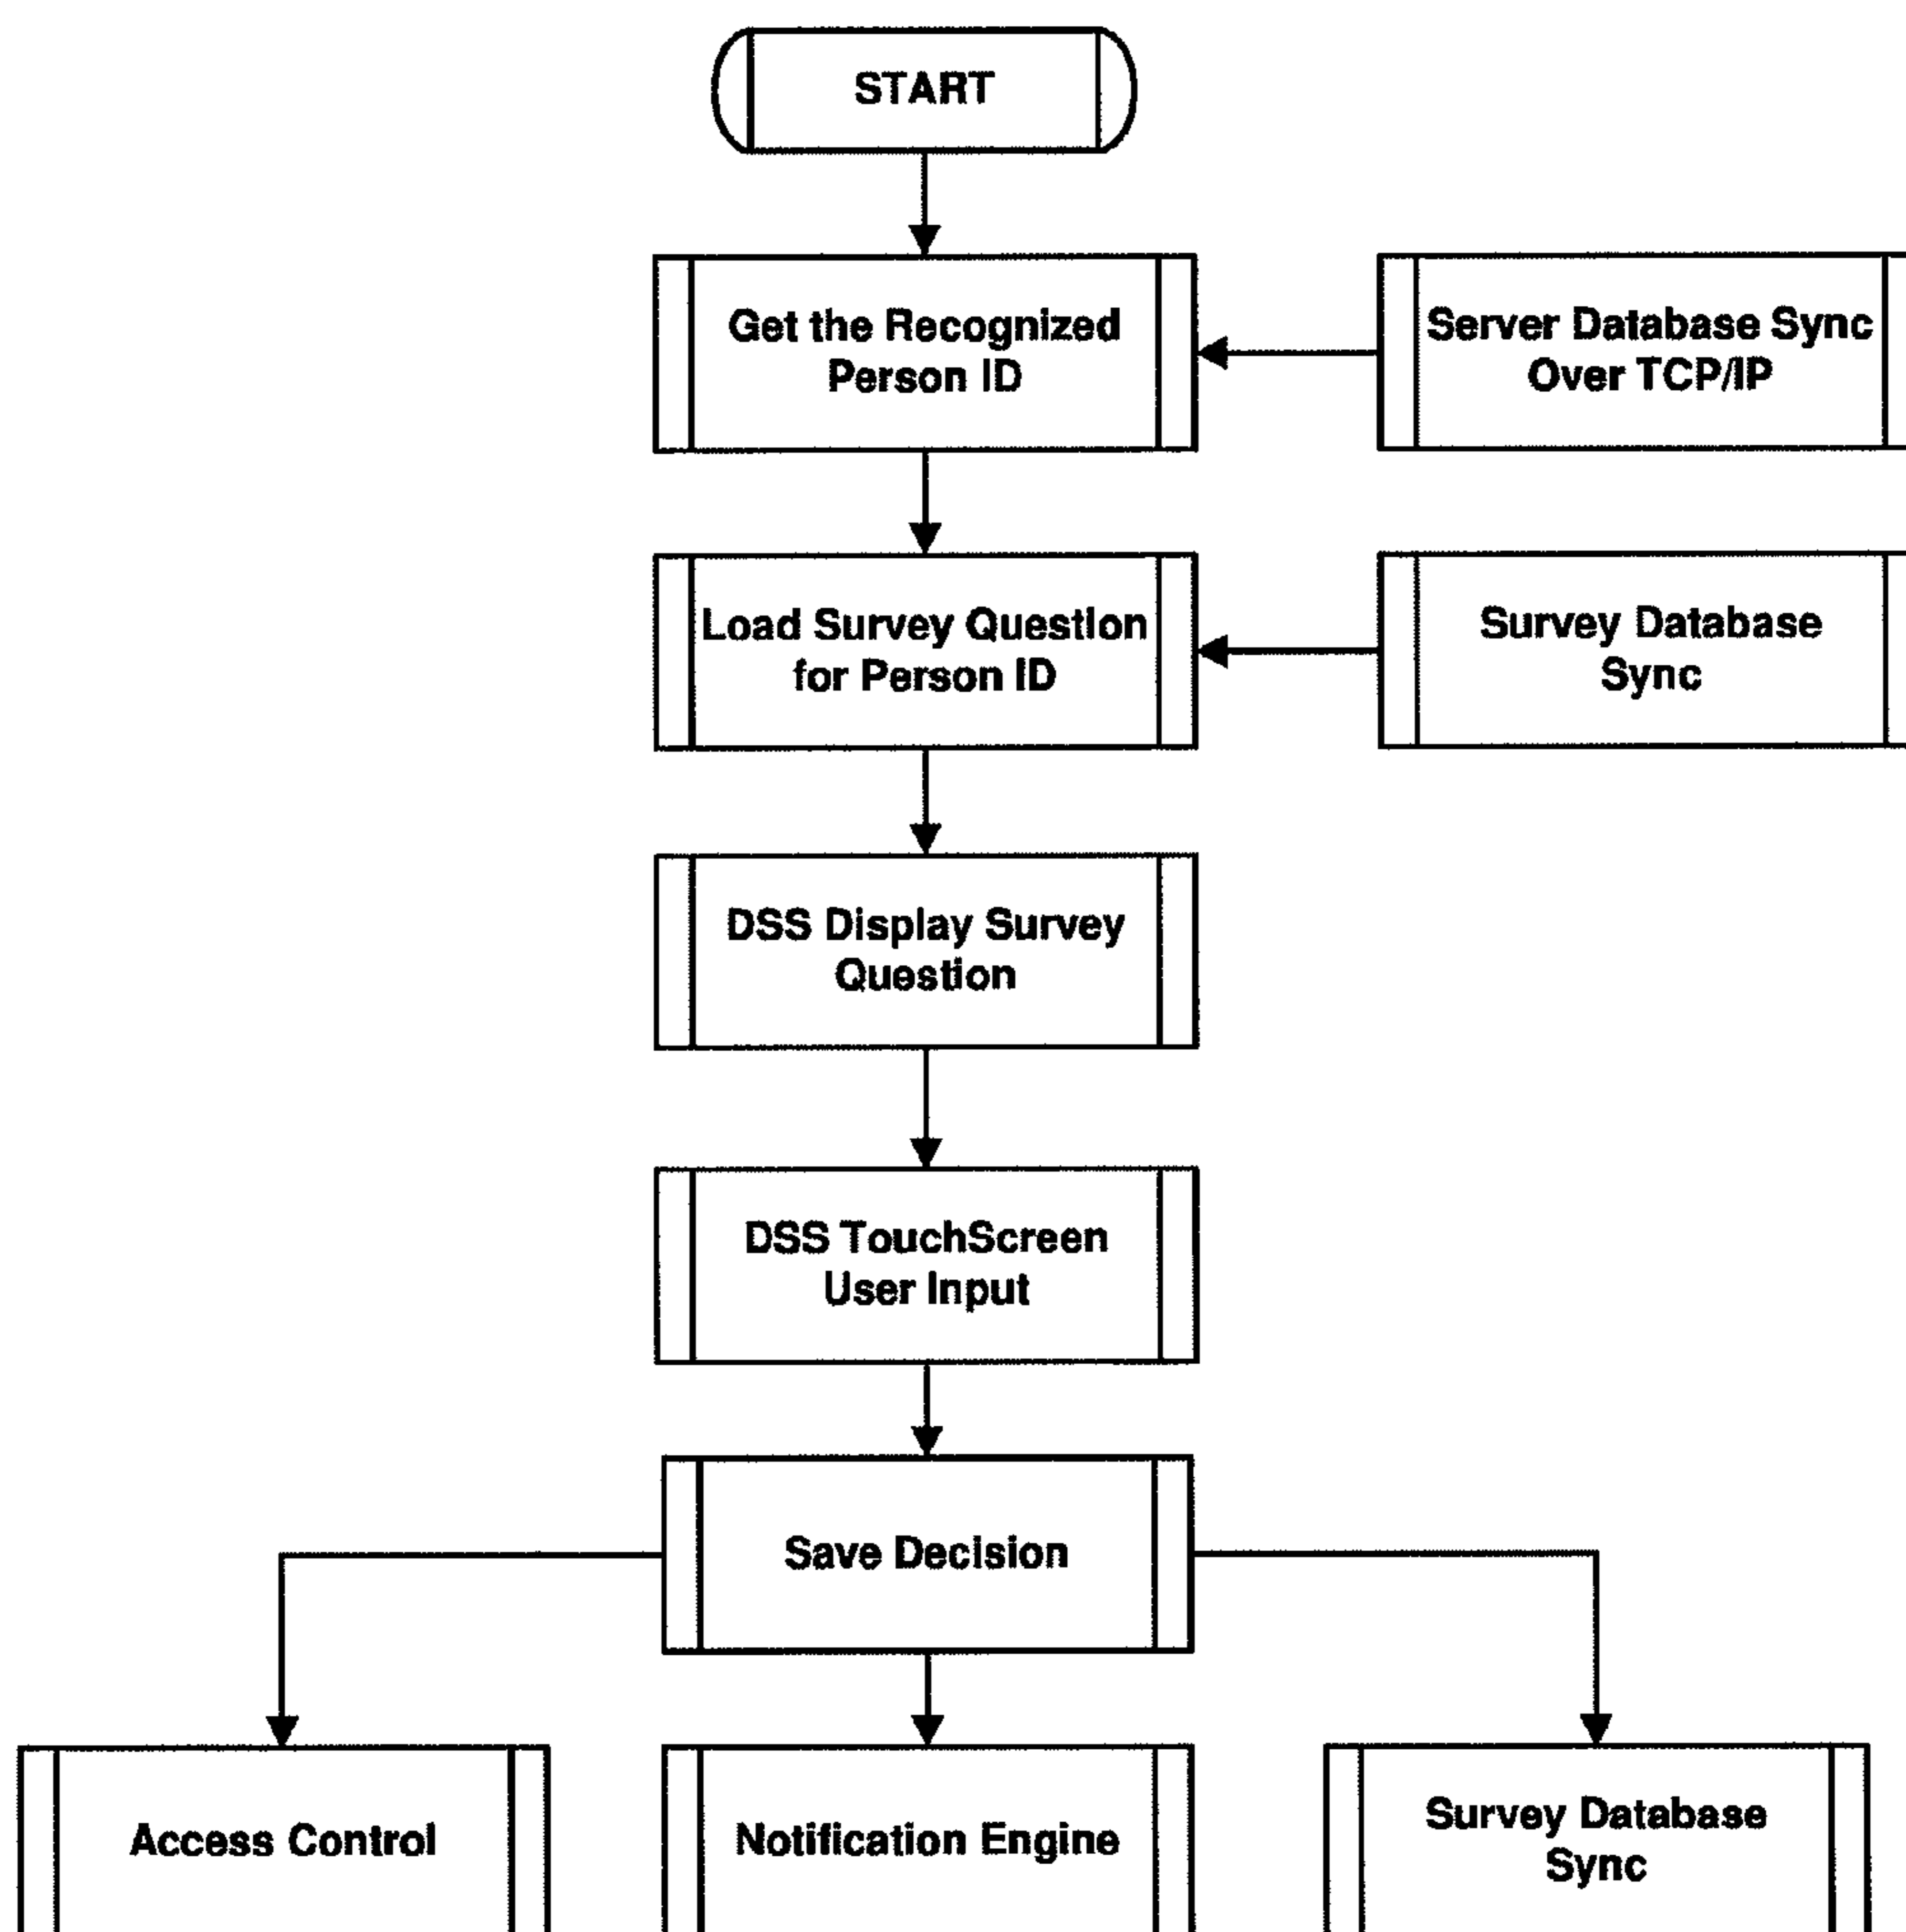 START
Get the Recognized
Person ID
Server Database Sync
Over TCP/IP
Load Survey Question
for Person ID
Survey Database
Sync
DSS Display Survey
Question
DSS TouchScreen
User Input
Save Decision
Access Control
Notification Engine
Survey Database
Sync